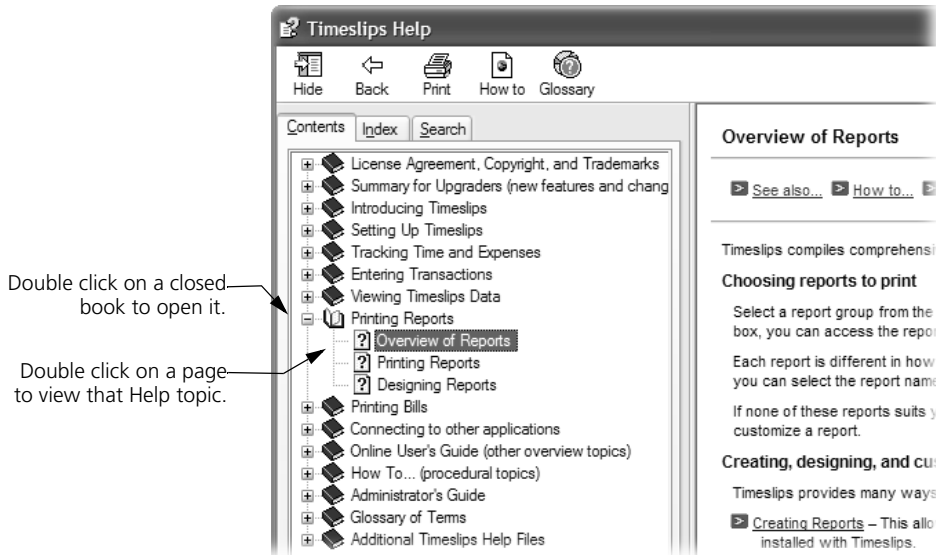 Timeslips Help
Hide Back Print How to Glossary
Contents Index Search
License Agreement, Copyright, and Trademarks
Summary for Upgraders (new features and chang
Introducing Timeslips
Setting Up Timeslips
Tracking Time and Expenses
Entering Transactions
Viewing Timeslips Data
Printing Reports
Overview of Reports
Printing Reports
Designing Reports
Printing Bills
Connecting to other applications
Online User's Guide (other overview topics)
How To... (procedural topics)
Administrator's Guide
Glossary of Terms
Additional Timeslips Help Files
Double click on a closed
book to open it.
Double click on a page
to view that Help topic.
Overview of Reports
See also... How to...
Timeslips compiles comprehensi
Choosing reports to print
Select a report group from the
box, you can access the repor
Each report is different in how
you can select the report name
If none of these reports suits y
customize a report.
Creating, designing, and cus
Timeslips provides many ways
Creating Reports – This allo
installed with Timeslips.